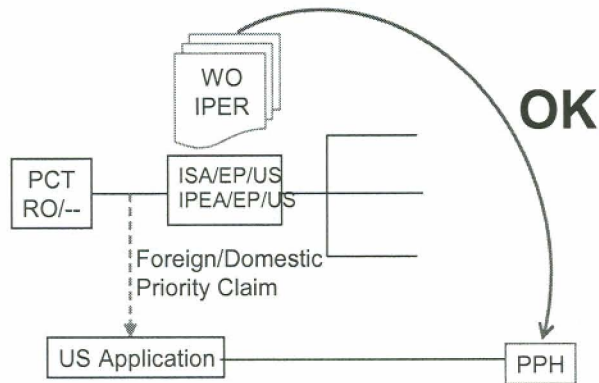 WO
IPER
OK
PCT
RO/--
ISA/EP/US
IPEA/EP/US
Foreign/Domestic
Priority Claim
US Application
PPH